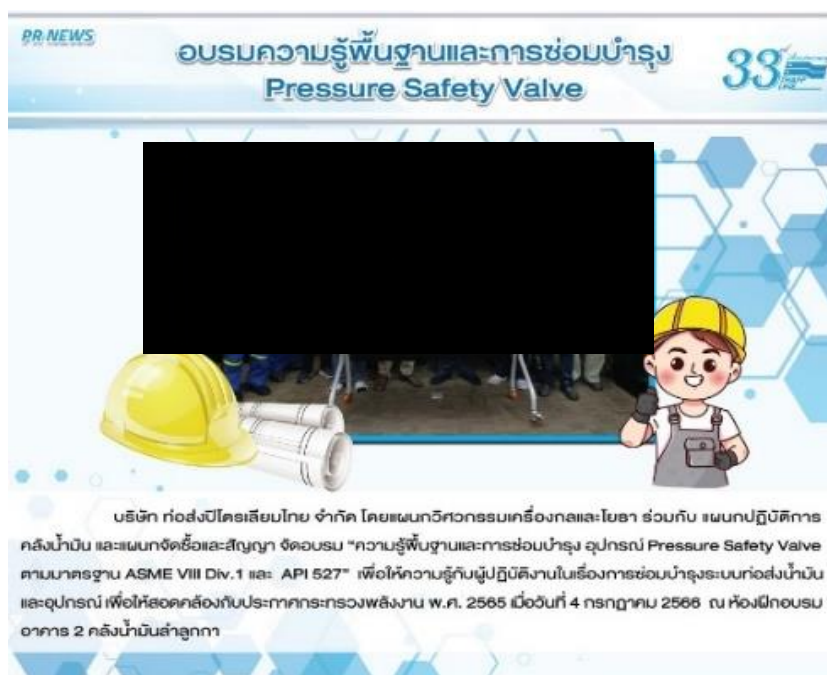 PR NEWS
อบรมความรู้พื้นฐานและการซ่อมบำรุง
Pressure Safety Valve
33
บริษัท ท่อส่งปิโตรเลียมไทย จำกัด โดยแผนกวิศวกรรมเครื่องกลและโยธา ร่วมกับ แผนกปฏิบัติการ
คลังน้ำมัน และแผนกจัดซื้อและสัญญา จัดอบรม "ความรู้พื้นฐานและการซ่อมบำรุง อุปกรณ์ Pressure Safety Valve
ตามมาตรฐาน ASME VIII Div.1 และ API 527" เพื่อให้ความรู้กับผู้ปฏิบัติงานในเรื่องการซ่อมบำรุงระบบท่อส่งน้ำมัน
และอุปกรณ์ เพื่อให้สอดคล้องกับประกาศกระทรวงพลังงาน พ.ศ. 2565 เมื่อวันที่ 4 กรกฎาคม 2566 ณ ห้องฝึกอบรม
อาคาร 2 คลังน้ำมันลำลูกกา